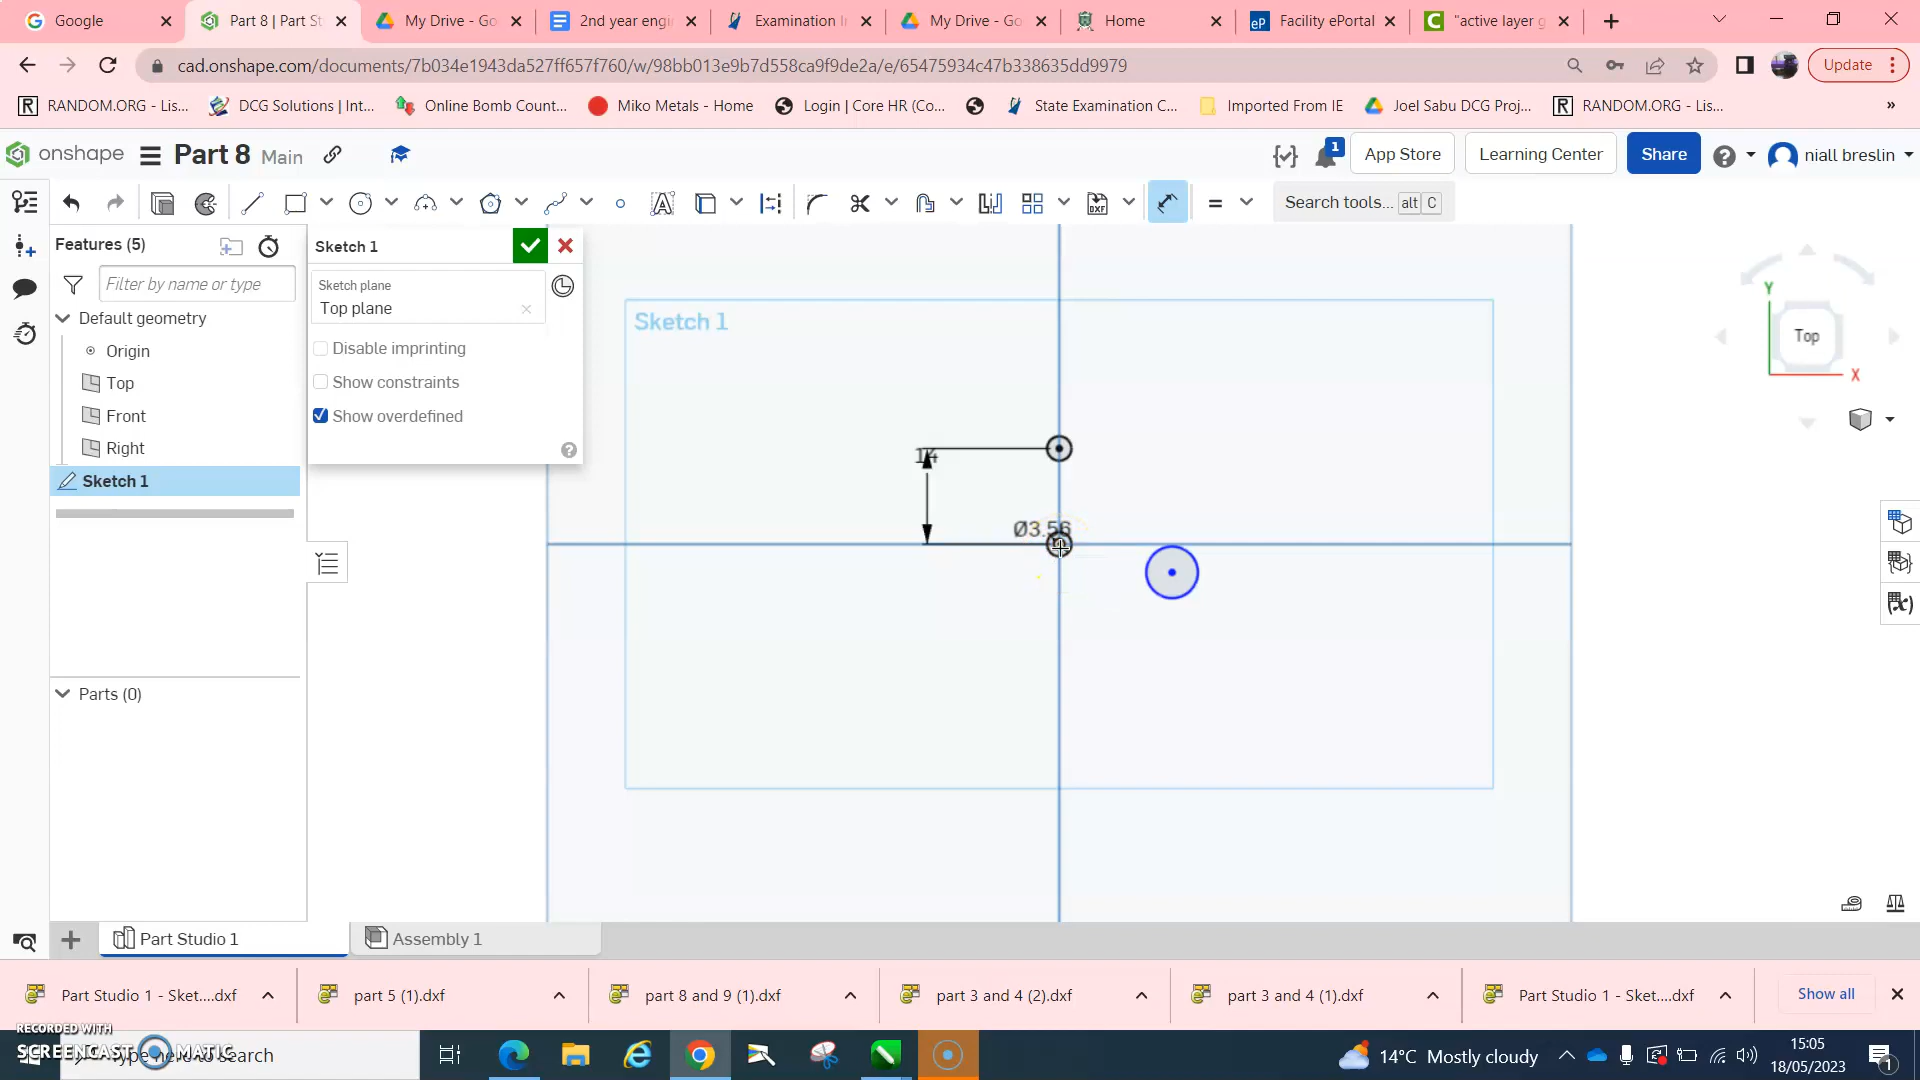 Google
Part 8 | Part St
My Drive - Go
2nd year engi
Examination I
My Drive - Go
Home
Facility ePortal
"active layer g
cad.onshape.com/documents/7b034e1943da527ff657f760/w/98bb013e9b7d558ca9f9de2a/e/65475934c47b338635dd9979
Update
RANDOM.ORG - Lis...
DCG Solutions | Int...
Online Bomb Count...
Miko Metals - Home
Login | Core HR (Co...
State Examination C...
Imported From IE
Joel Sabu DCG Proj...
RANDOM.ORG - Lis...
»
onshape
Part 8 Main
1
App Store
Learning Center
Share
niall breslin
Search tools... alt C
Features (5)
Filter by name or type
Default geometry
Origin
Top
Front
Right
Sketch 1
Parts (0)
Sketch 1
Sketch plane
Top plane
Disable imprinting
Show constraints
Show overdefined
Sketch 1
14
Ø3.56
Y
Top
X
Part Studio 1
Assembly 1
Part Studio 1 - Sket....dxf
part 5 (1).dxf
part 8 and 9 (1).dxf
part 3 and 4 (2).dxf
part 3 and 4 (1).dxf
Part Studio 1 - Sket....dxf
Show all
RECORDED WITH
SCREENCAST MATIC
Type here to search
14°C Mostly cloudy
15:05
18/05/2023
1